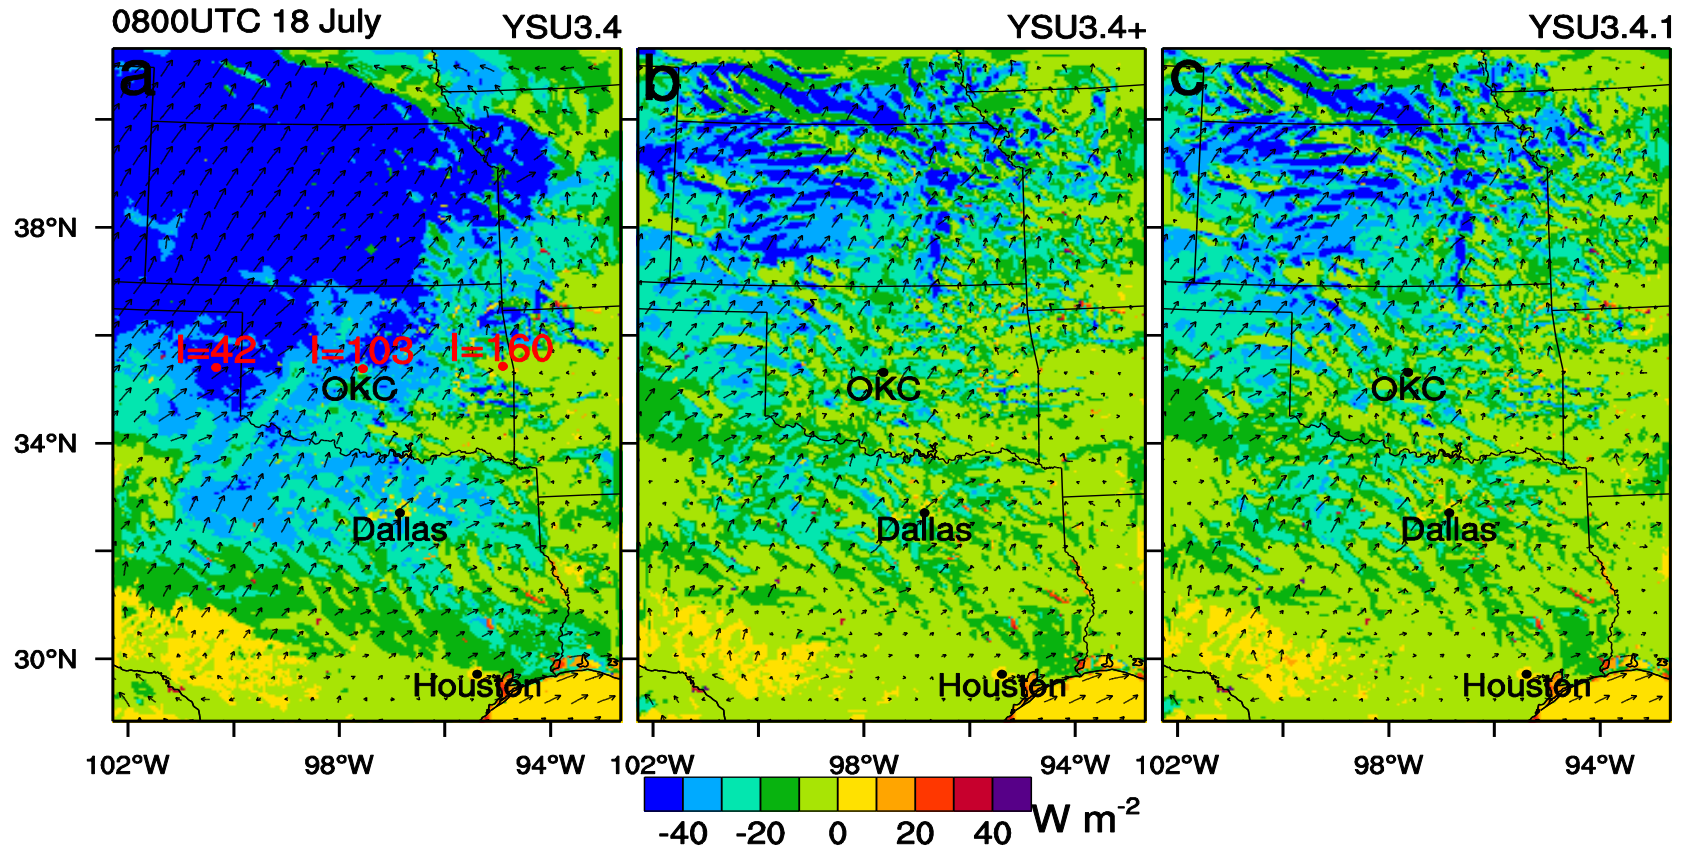 0800UTC 18 July YSU3.4 YSU3.4+ YSU3.4.1
a b c
38°N
I=42 I=103 I=160
OKC OKC OKC
34°N
Dallas Dallas Dallas
30°N
Houston Houston Houston
102°W 98°W 94°W 102°W 98°W 94°W 102°W 98°W 94°W
-40 -20 0 20 40 W m-2